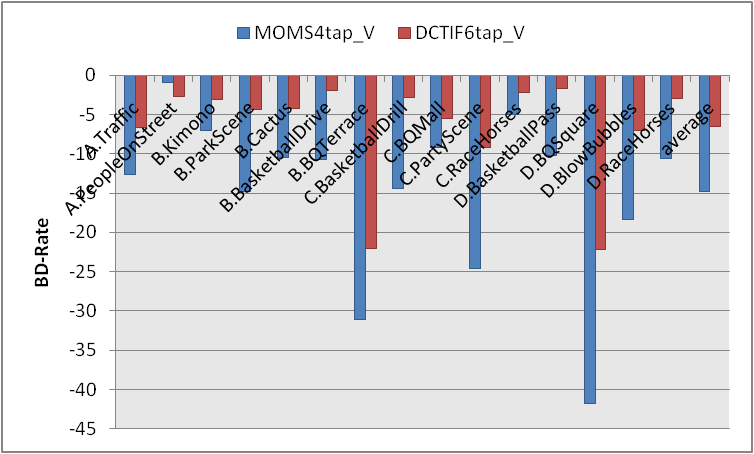 MOMS4tap_V DCTIF6tap_V
0
-5
-10
-15
-20
-25
-30
-35
-40
-45
BD-Rate
A.Traffic
A.PeopleOnStreet
B.Kimono
B.ParkScene
B.Cactus
B.BasketballDrive
B.BQTerrace
C.BasketballDrill
C.BQMall
C.PartyScene
C.RaceHorses
D.BasketballPass
D.BQSquare
D.BlowBubbles
D.RaceHorses
average